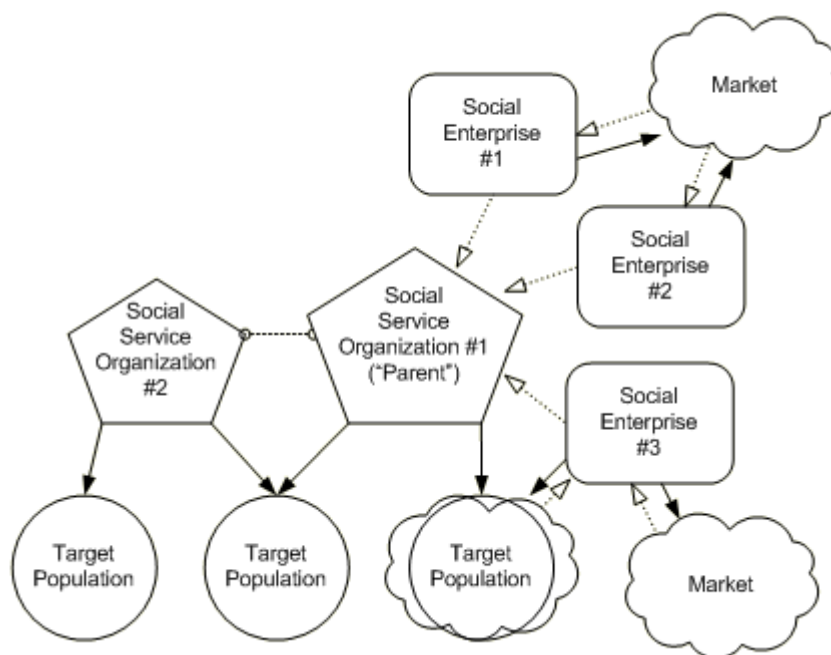 Market
Social
Enterprise
#1
Social
Enterprise
#2
Social
Service
Organization
#2
Social
Service
Organization #1
("Parent")
Social
Enterprise
#3
Target
Population
Target
Population
Target
Population
Market